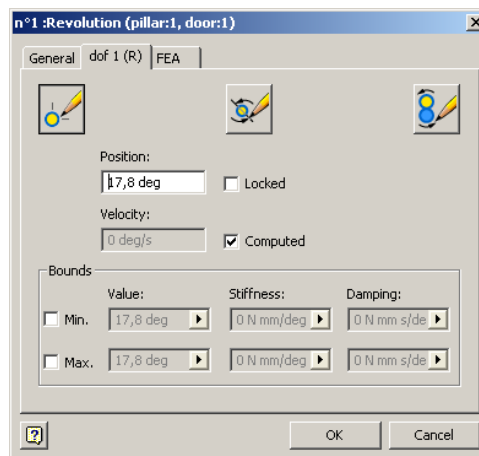 n°1 :Revolution (pillar:1, door:1)
General dof 1 (R) FEA
Position:
17,8 deg Locked
Velocity:
0 deg/s Computed
Bounds
Value: Stiffness: Damping:
Min. 17,8 deg 0 N mm/deg 0 N mm s/de
Max. 17,8 deg 0 N mm/deg 0 N mm s/de
OK Cancel